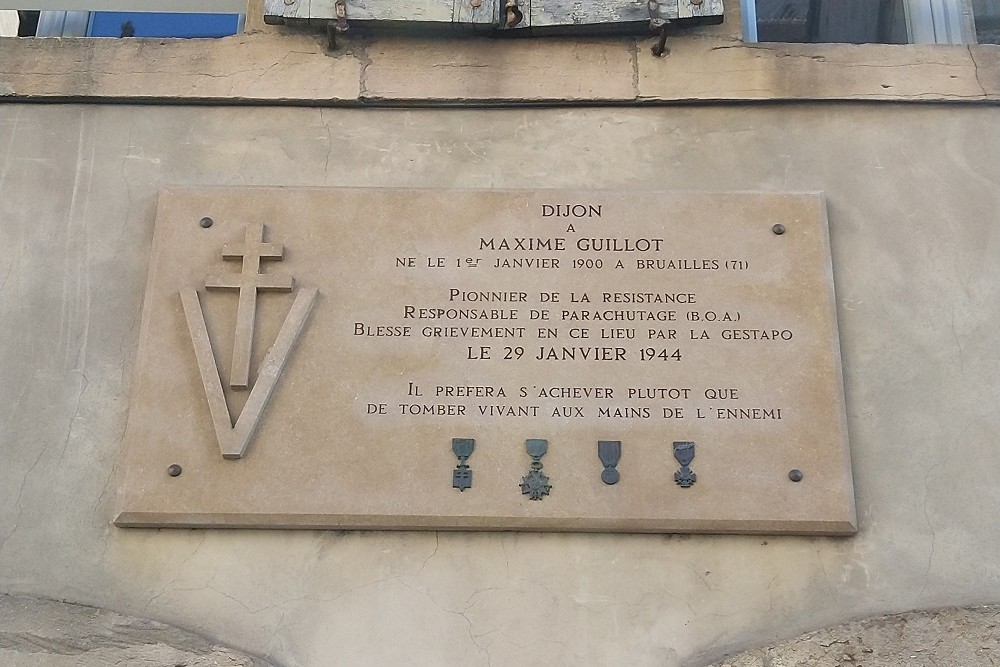 DIJON
A
MAXIME GUILLOT
NE LE 1er JANVIER 1900 A BRUAILLES (71)
PIONNIER DE LA RESISTANCE
RESPONSABLE DE PARACHUTAGE (B.O.A.)
BLESSE GRIEVEMENT EN CE LIEU PAR LA GESTAPO
LE 29 JANVIER 1944
IL PREFERA S'ACHEVER PLUTOT QUE
DE TOMBER VIVANT AUX MAINS DE L'ENNEMI